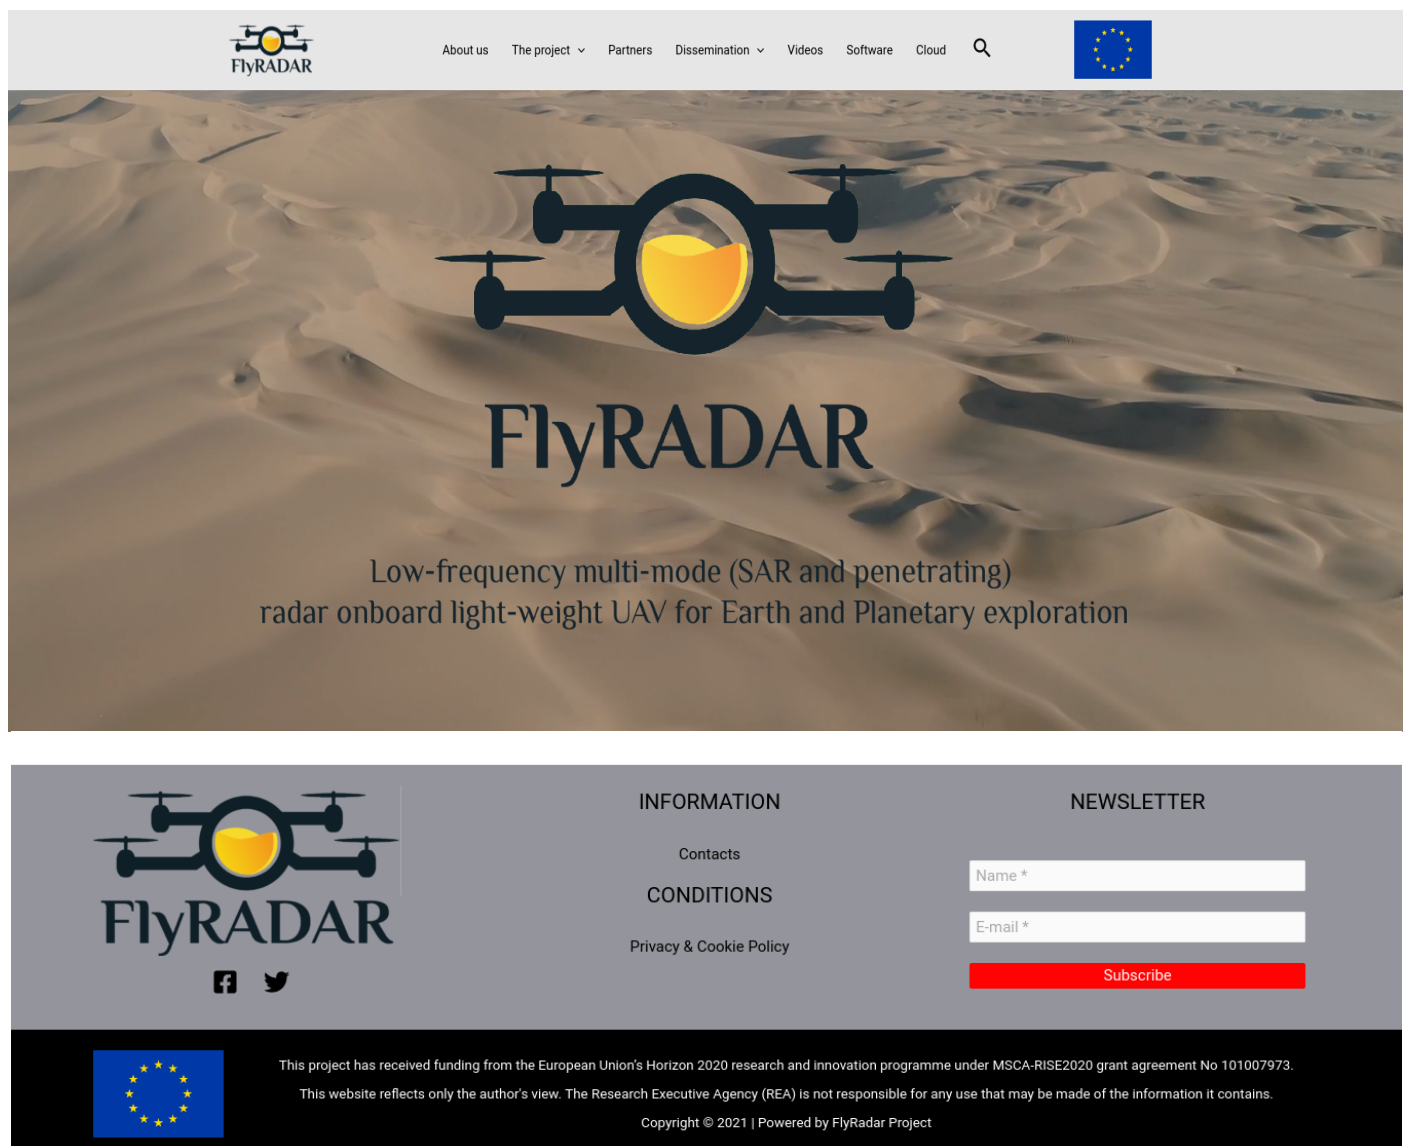 FlyRADAR
About us
The project
Partners
Dissemination
Videos
Software
Cloud
FlyRADAR
Low-frequency multi-mode (SAR and penetrating)
radar onboard light-weight UAV for Earth and Planetary exploration
FlyRADAR
INFORMATION
Contacts
CONDITIONS
Privacy & Cookie Policy
NEWSLETTER
Name *
E-mail *
Subscribe
This project has received funding from the European Union's Horizon 2020 research and innovation programme under MSCA-RISE2020 grant agreement No 101007973.
This website reflects only the author's view. The Research Executive Agency (REA) is not responsible for any use that may be made of the information it contains.
Copyright © 2021 | Powered by FlyRadar Project